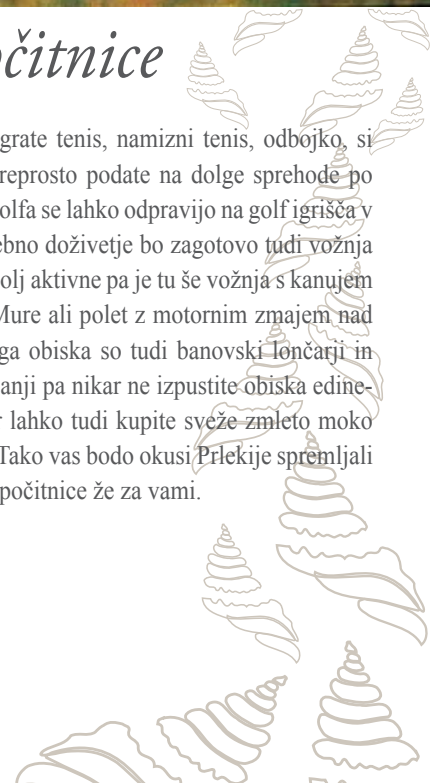 čitnice
grate tenis, namizni tenis, odbojko, si
reprosto podate na dolge sprehode po
olfa se lahko odpravijo na golf igrišča v
ebno doživetje bo zagotovo tudi vožnja
olj aktivne pa je tu še vožnja s kanujem
Mure ali polet z motornim zmajem nad
ga obiska so tudi banovski lončarji in
anji pa nikar ne izpustite obiska edine-
r lahko tudi kupite sveže zmleto moko
Tako vas bodo okusi Prlekije spremljali
počitnice že za vami.